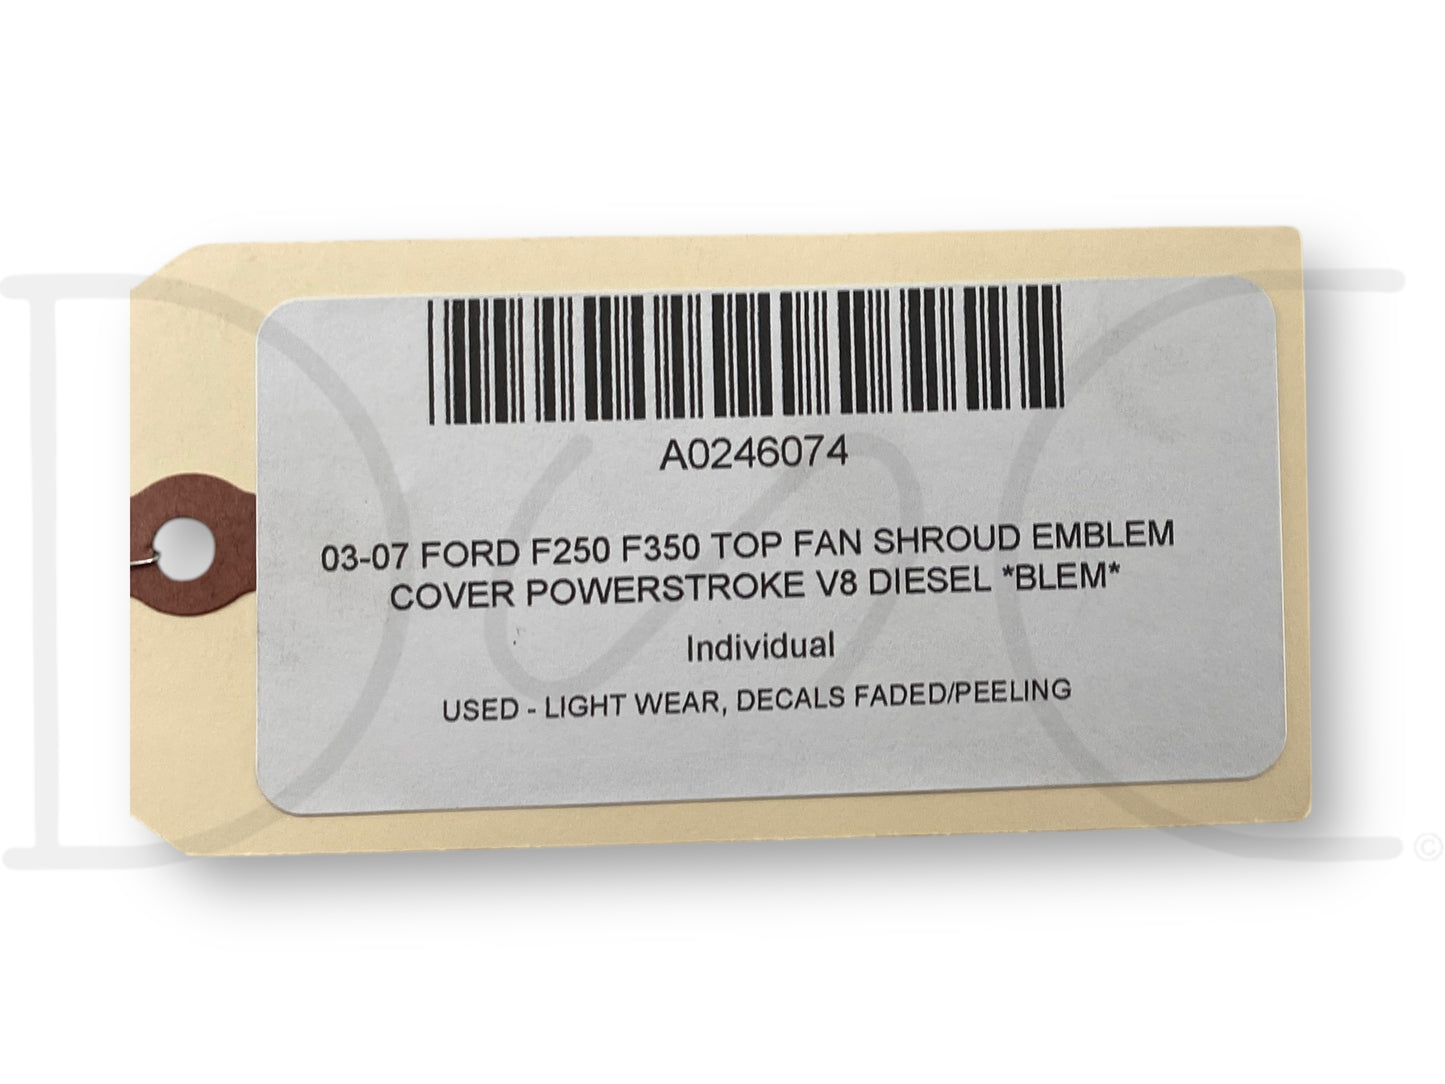 A0246074
03-07 FORD F250 F350 TOP FAN SHROUD EMBLEM
COVER POWERSTROKE V8 DIESEL *BLEM*
Individual
USED - LIGHT WEAR, DECALS FADED/PEELING
D C
©